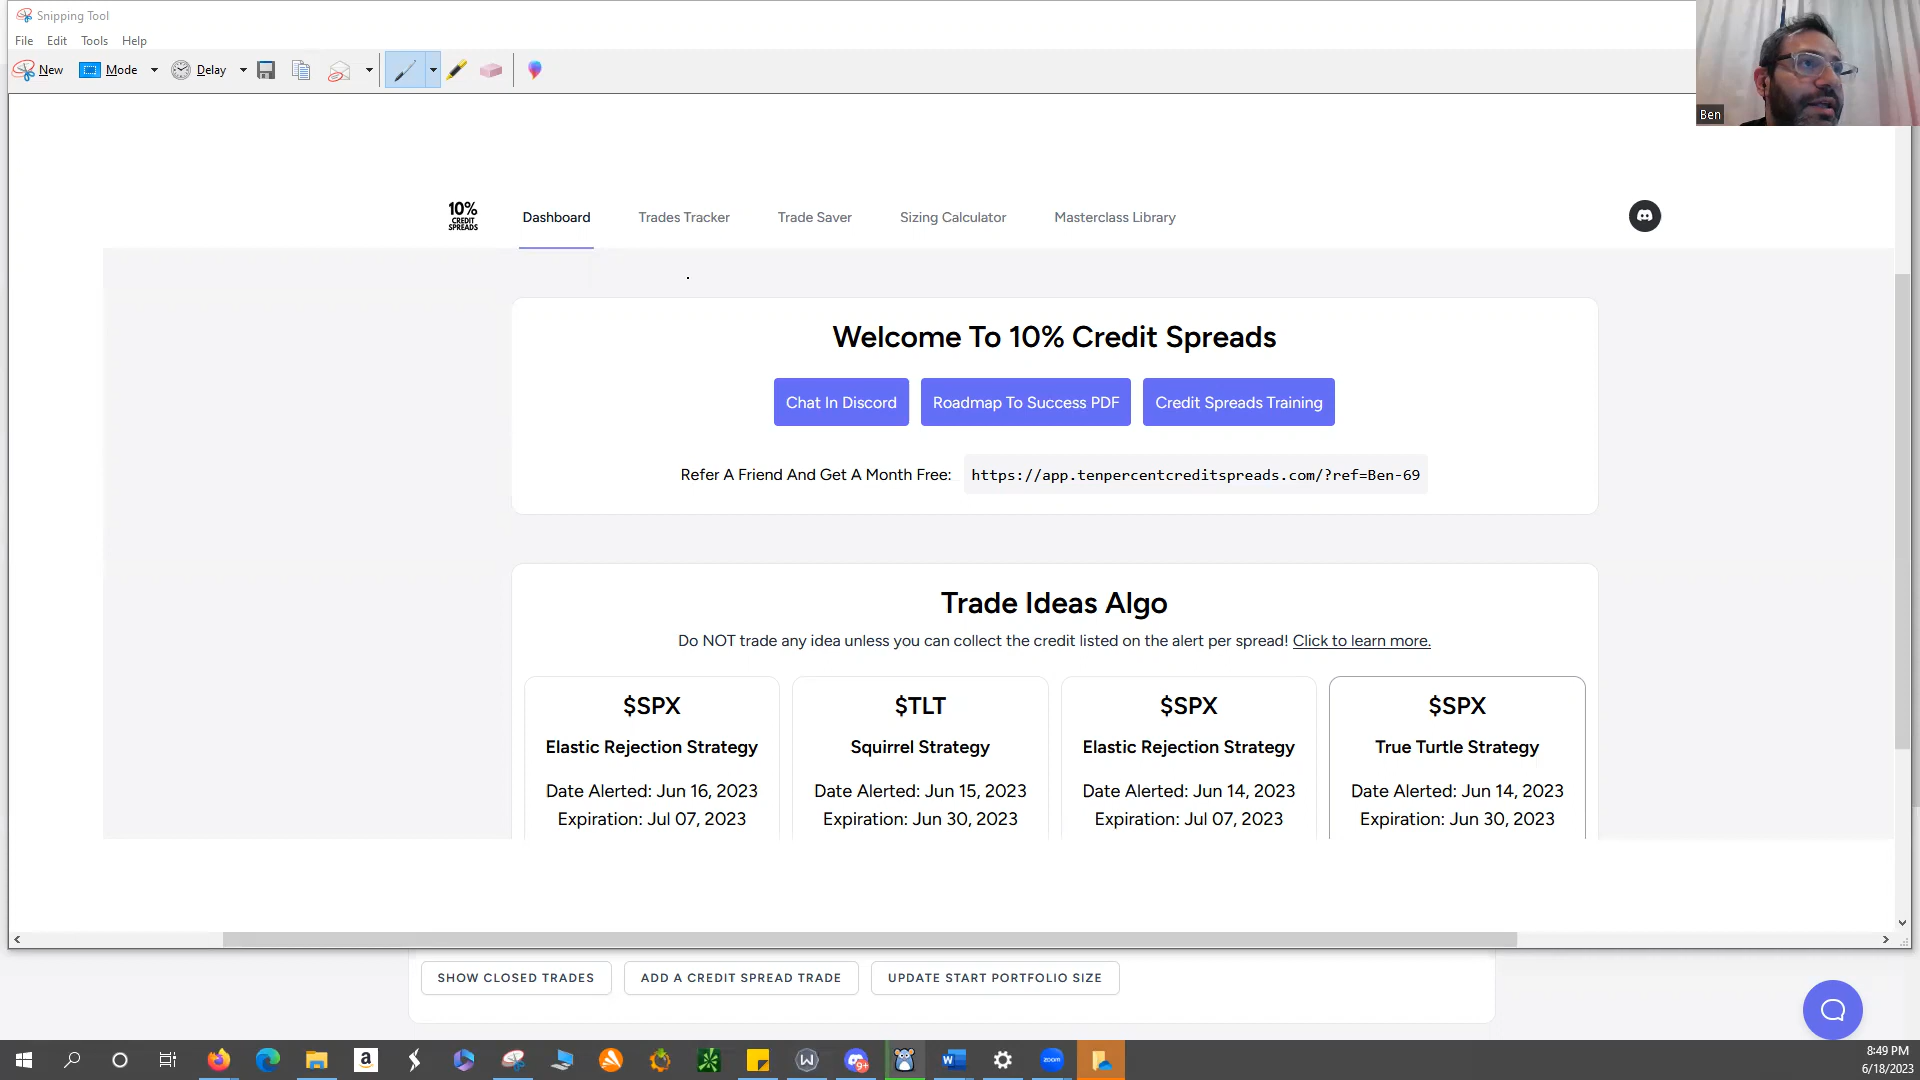 Snipping Tool
File Edit Tools Help
New Mode Delay
Ben
10% CREDIT SPREADS
Dashboard Trades Tracker Trade Saver Sizing Calculator Masterclass Library
Welcome To 10% Credit Spreads
Chat In Discord Roadmap To Success PDF Credit Spreads Training
Refer A Friend And Get A Month Free: https://app.tenpercentcreditspreads.com/?ref=Ben-69
Trade Ideas Algo
Do NOT trade any idea unless you can collect the credit listed on the alert per spread! Click to learn more.
$SPX $TLT $SPX $SPX
Elastic Rejection Strategy Squirrel Strategy Elastic Rejection Strategy True Turtle Strategy
Date Alerted: Jun 16, 2023 Date Alerted: Jun 15, 2023 Date Alerted: Jun 14, 2023 Date Alerted: Jun 14, 2023
Expiration: Jul 07, 2023 Expiration: Jun 30, 2023 Expiration: Jul 07, 2023 Expiration: Jun 30, 2023
SHOW CLOSED TRADES ADD A CREDIT SPREAD TRADE UPDATE START PORTFOLIO SIZE
8:49 PM
6/18/2023